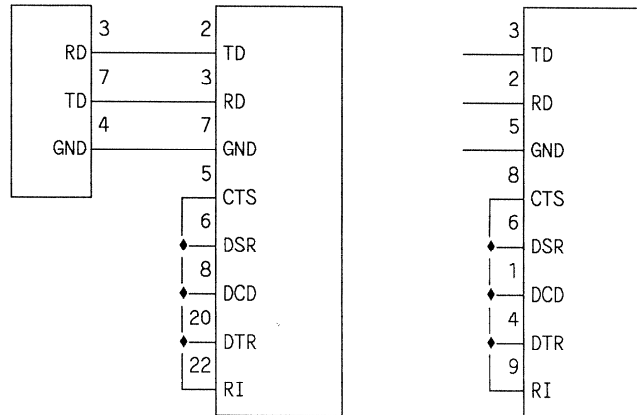 3 2 3
RD TD TD
7 3 2
TD RD RD
4 7 5
GND GND GND
5 8
CTS CTS
6 6
DSR DSR
8 1
DCD DCD
20 4
DTR DTR
22 9
RI RI